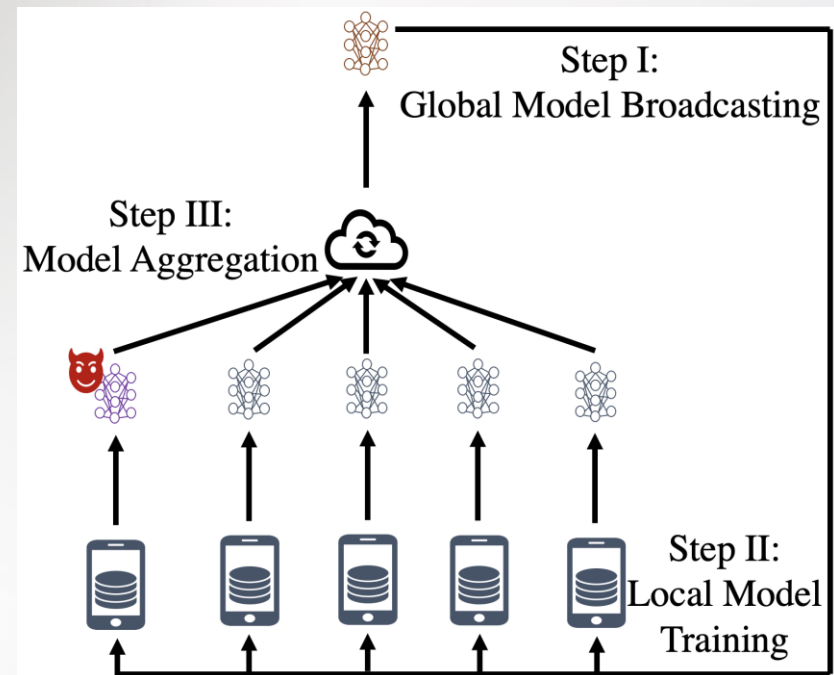 Step I:
Global Model Broadcasting
Step III:
Model Aggregation
Step II:
Local Model
Training